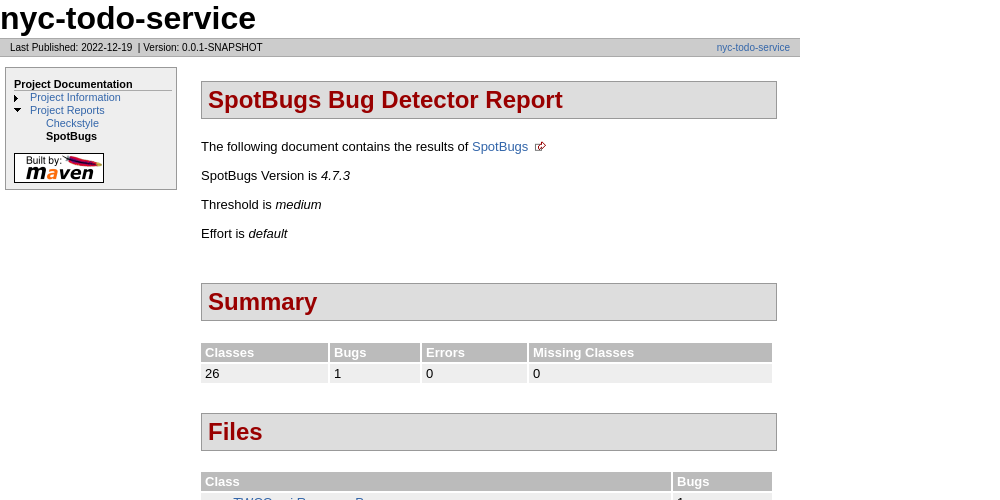 nyc-todo-service
Last Published: 2022-12-19 | Version: 0.0.1-SNAPSHOT
nyc-todo-service
Project Documentation
Project Information
Project Reports
Checkstyle
SpotBugs
Built by:
maven
SpotBugs Bug Detector Report
The following document contains the results of SpotBugs
SpotBugs Version is 4.7.3
Threshold is medium
Effort is default
Summary
Classes Bugs Errors Missing Classes
26 1 0 0
Files
Class Bugs